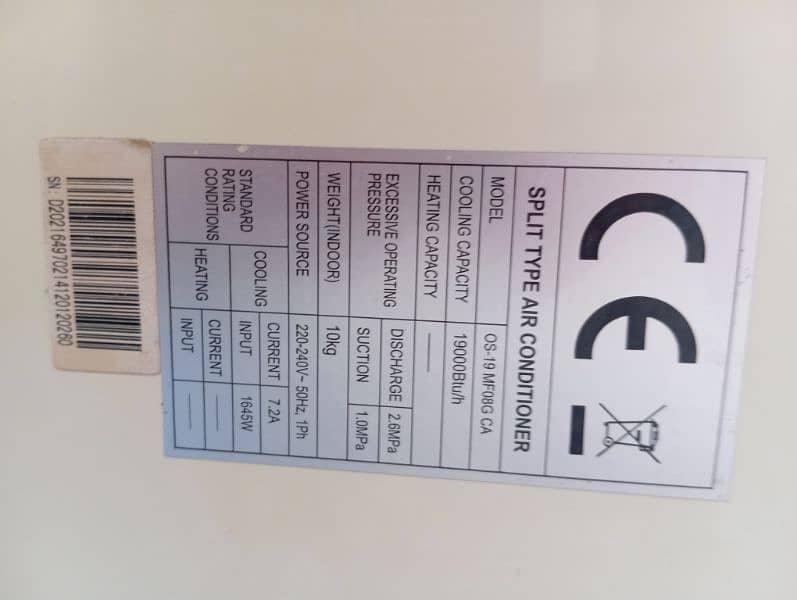 CE
SPLIT TYPE AIR CONDITIONER
MODEL OS-19 MF08G CA
COOLING CAPACITY 19000Btu/h
HEATING CAPACITY ——
EXCESSIVE OPERATING PRESSURE DISCHARGE 2.6MPa
SUCTION 1.0MPa
WEIGHT(INDOOR) 10kg
POWER SOURCE 220-240V~ 50Hz, 1Ph
STANDARD RATING CONDITIONS COOLING CURRENT 7.2A
INPUT 1645W
HEATING CURRENT ——
INPUT ——
SN: D202164970214120120260